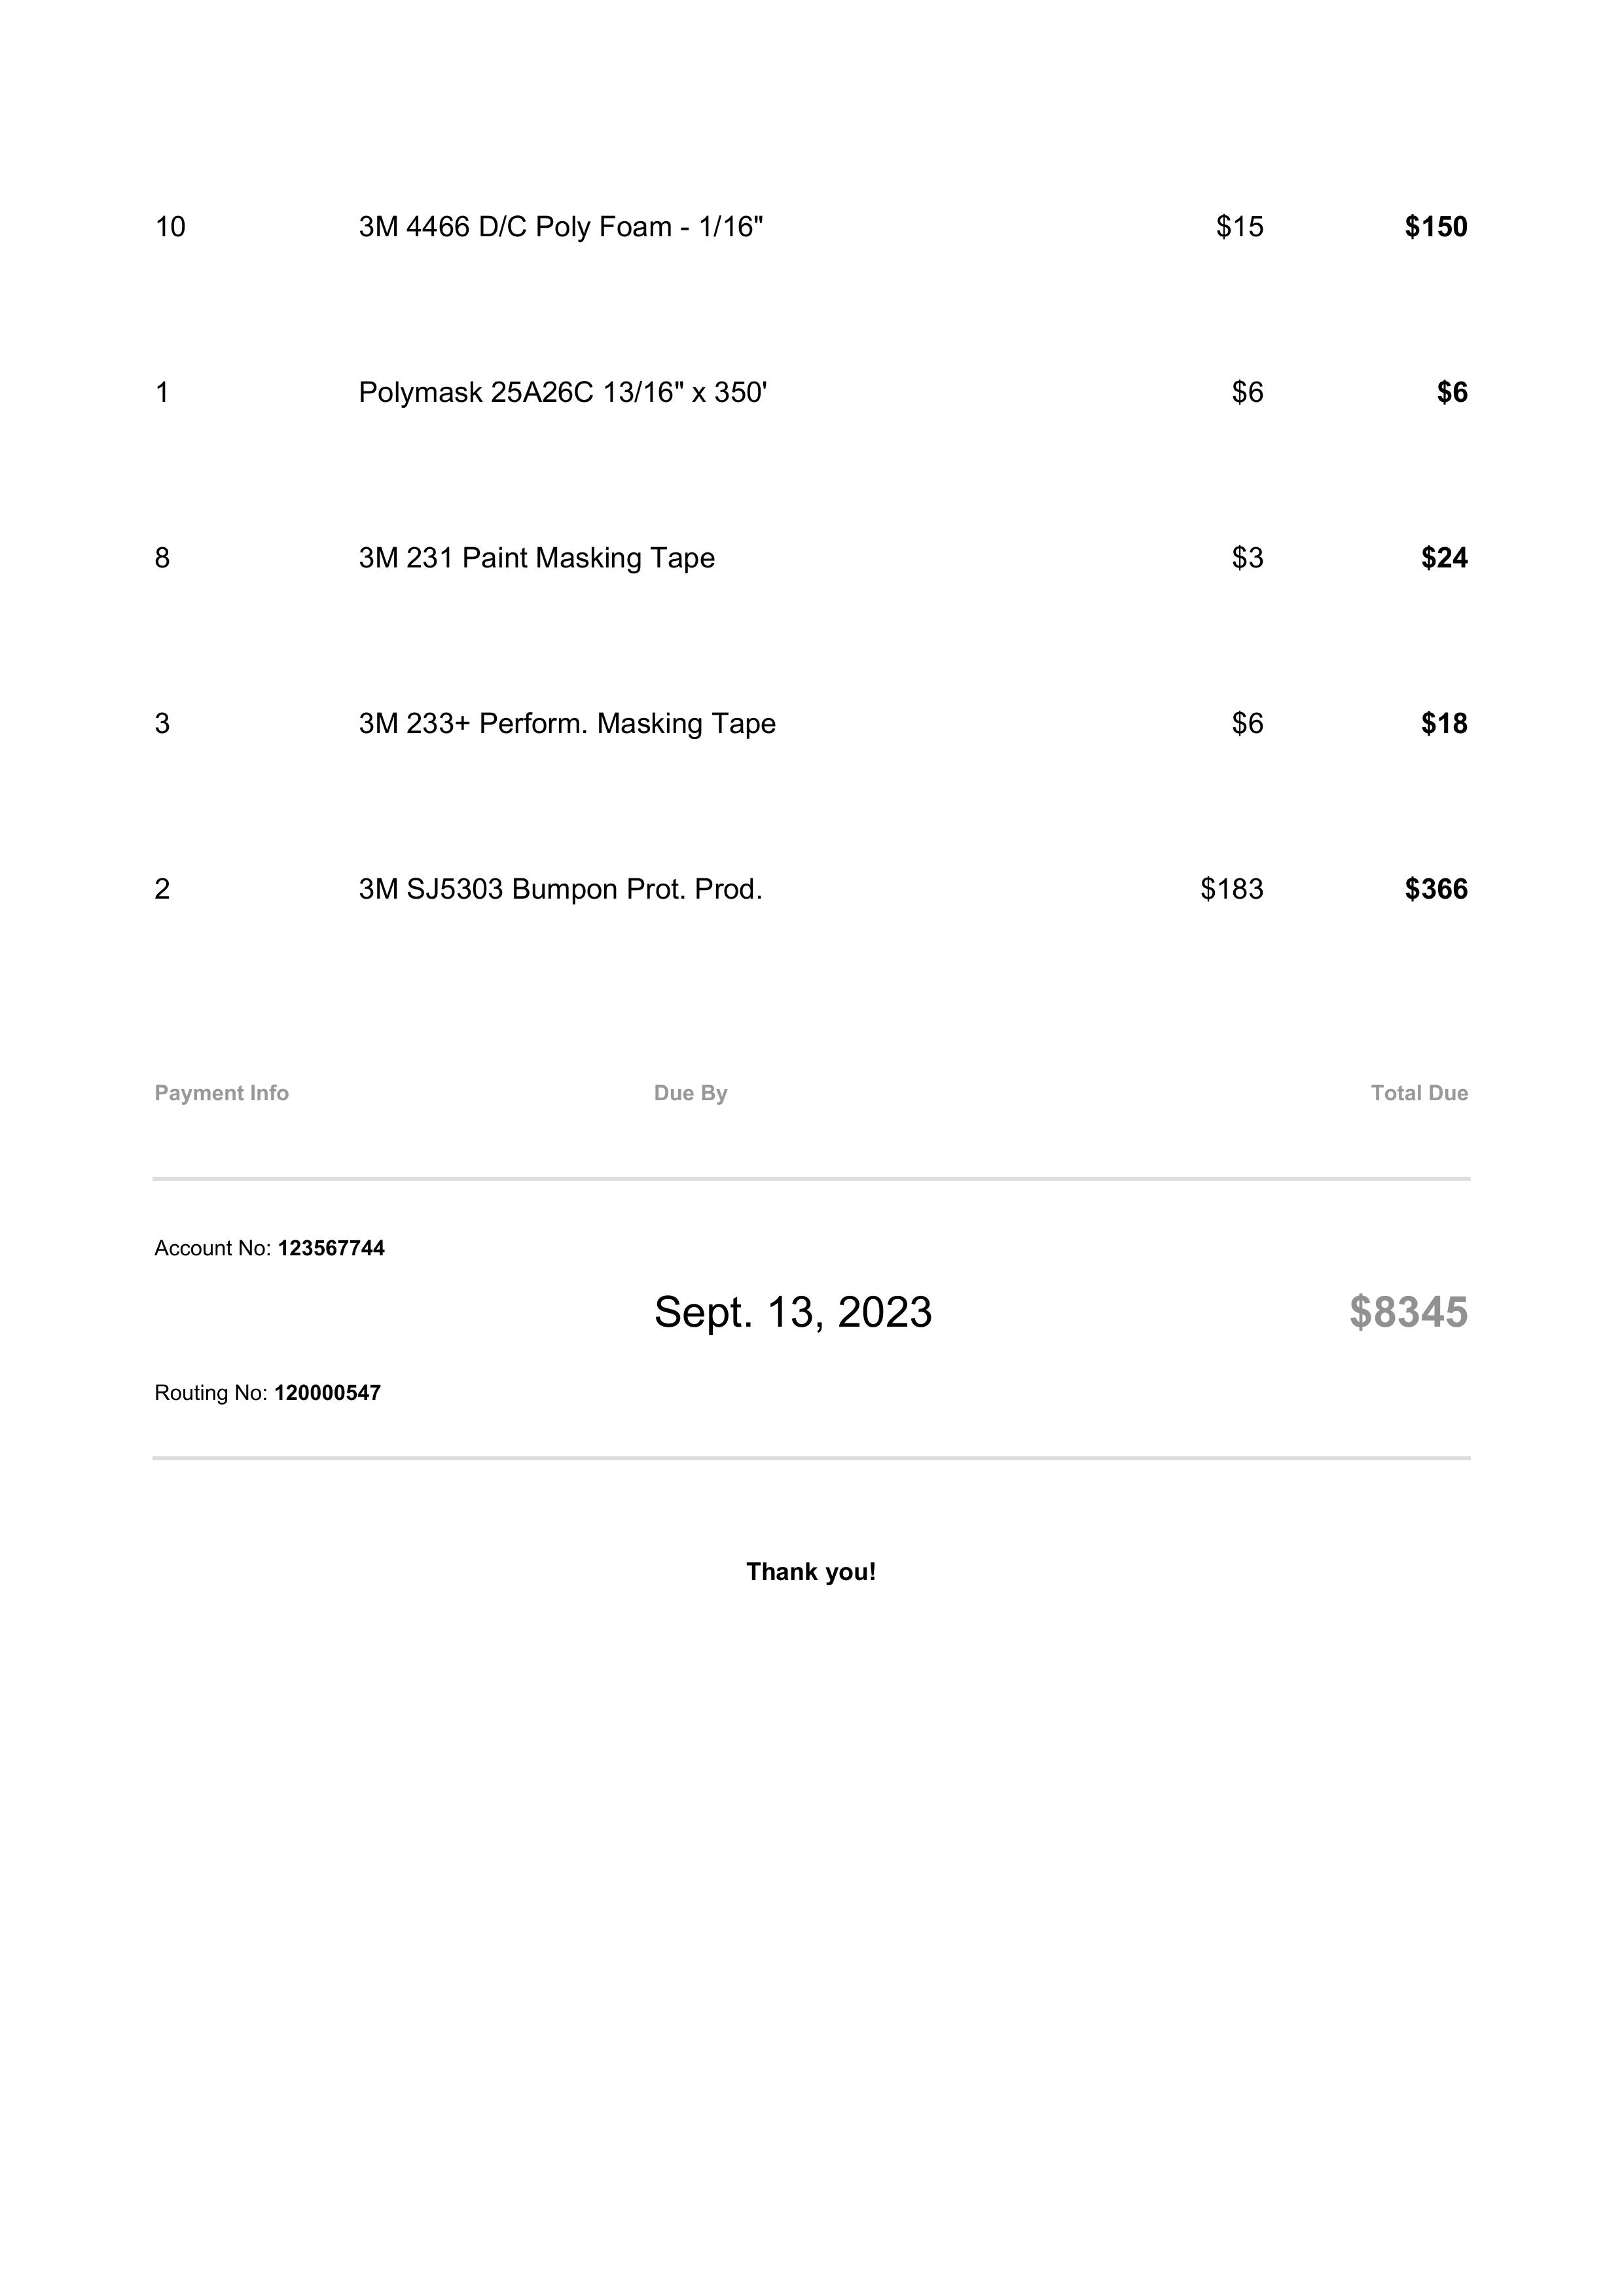 10 3M 4466 D/C Poly Foam - 1/16" $15 $150
1 Polymask 25A26C 13/16" x 350' $6 $6
8 3M 231 Paint Masking Tape $3 $24
3 3M 233+ Perform. Masking Tape $6 $18
2 3M SJ5303 Bumpon Prot. Prod. $183 $366
Payment Info Due By Total Due
Account No: 123567744
Sept. 13, 2023 $8345
Routing No: 120000547
Thank you!